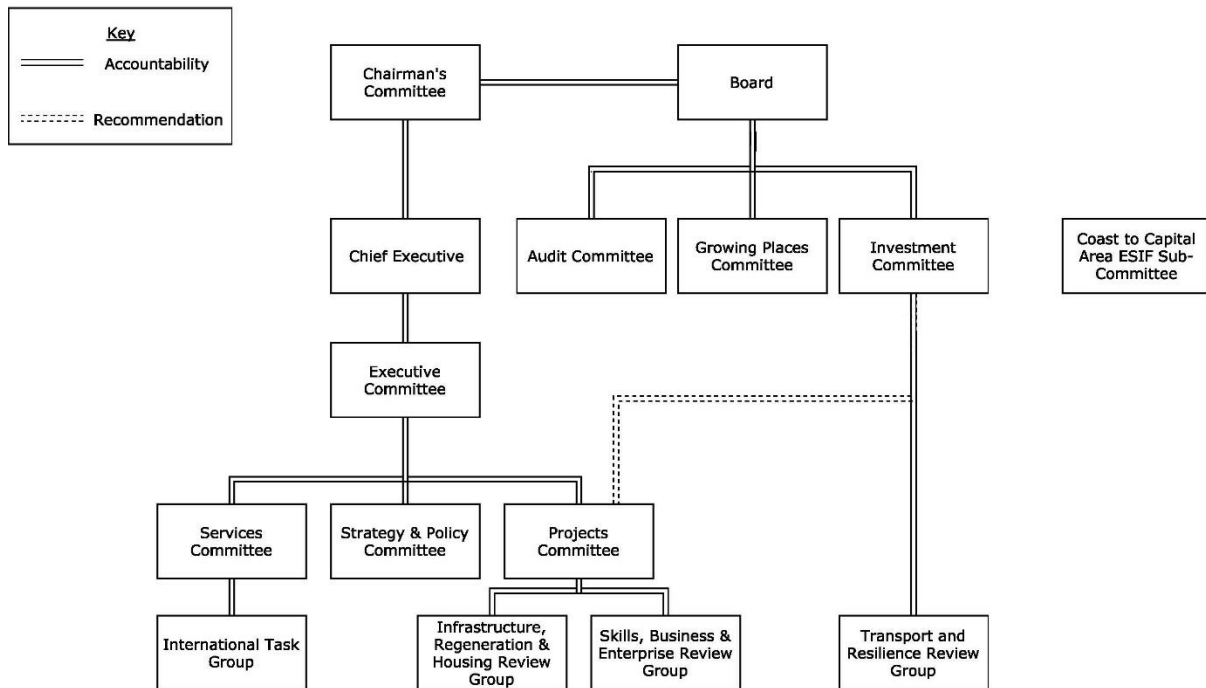 Key
Accountability
Recommendation
Chairman's
Committee
Board
Chief Executive
Audit Committee
Growing Places
Committee
Investment
Committee
Coast to Capital
Area ESIF Sub-
Committee
Executive
Committee
Services
Committee
Strategy & Policy
Committee
Projects
Committee
International Task
Group
Infrastructure,
Regeneration &
Housing Review
Group
Skills, Business &
Enterprise Review
Group
Transport and
Resilience Review
Group